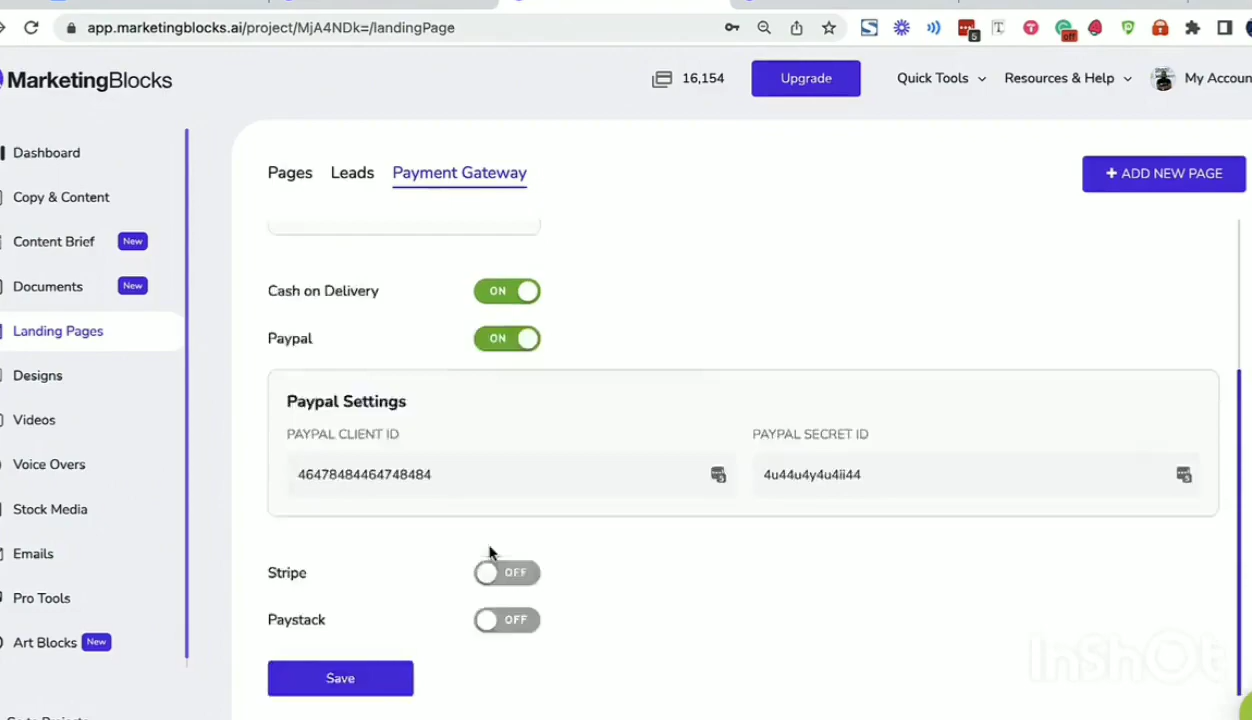 app.marketingblocks.ai/project/MjA4NDk=/landingPage
5
off
MarketingBlocks
16,154
Upgrade
Quick Tools
Resources & Help
My Accoun
Dashboard
Copy & Content
Content Brief New
Documents New
Landing Pages
Designs
Videos
Voice Overs
Stock Media
Emails
Pro Tools
Art Blocks New
Pages
Leads
Payment Gateway
+ ADD NEW PAGE
Cash on Delivery ON
Paypal ON
Paypal Settings
PAYPAL CLIENT ID
PAYPAL SECRET ID
46478484464748484
4u44u4y4u4ii44
Stripe OFF
Paystack OFF
Save
InShOt